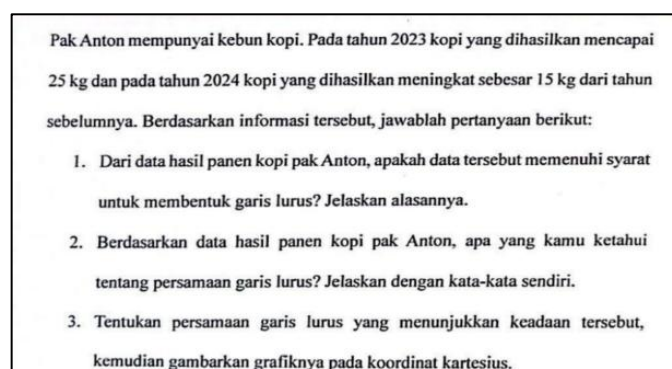 Pak Anton mempunyai kebun kopi. Pada tahun 2023 kopi yang dihasilkan mencapai
25 kg dan pada tahun 2024 kopi yang dihasilkan meningkat sebesar 15 kg dari tahun
sebelumnya. Berdasarkan informasi tersebut, jawablah pertanyaan berikut:
1. Dari data hasil panen kopi pak Anton, apakah data tersebut memenuhi syarat
untuk membentuk garis lurus? Jelaskan alasannya.
2. Berdasarkan data hasil panen kopi pak Anton, apa yang kamu ketahui
tentang persamaan garis lurus? Jelaskan dengan kata-kata sendiri.
3. Tentukan persamaan garis lurus yang menunjukkan keadaan tersebut,
kemudian gambarkan grafiknya pada koordinat kartesius.